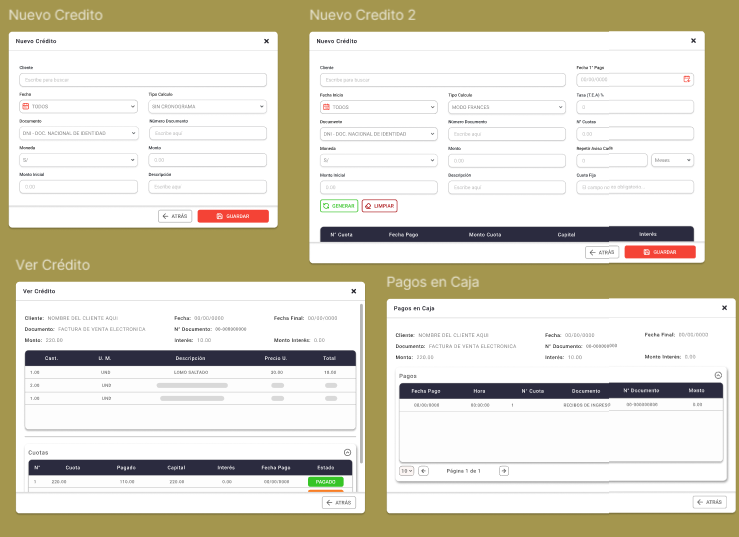 Nuevo Credito
Nuevo Crédito
Cliente
Escribe para buscar
Fecha
Tipo Calculo
TODOS
SIN CRONOGRAMA
Documento
Número Documento
DNI - DOC. NACIONAL DE IDENTIDAD
Escribe aquí
Moneda
Monto
S/
0.00
Monto Inicial
Descripción
0.00
Escribe aquí
ATRÁS
GUARDAR
Nuevo Credito 2
Nuevo Crédito
Cliente
Fecha 1° Pago
Escribe para buscar
00/00/0000
Fecha Inicio
Tipo Calculo
Tasa (T.E.A) %
TODOS
MODO FRANCES
0
Documento
Número Documento
N° Cuotas
DNI - DOC. NACIONAL DE IDENTIDAD
Escribe aquí
0.00
Moneda
Monto
Repetir Aviso Cad/n
S/
0.00
0
Meses
Monto Inicial
Descripción
Cuota Fija
0.00
Escribe aquí
El campo no es obligatorio...
GENERAR
LIMPIAR
N° Cuota Fecha Pago Monto Cuota Capital Interés
ATRÁS
GUARDAR
Ver Crédito
Ver Crédito
Cliente: NOMBRE DEL CLIENTE AQUI Fecha: 00/00/0000 Fecha Final: 00/00/0000
Documento: FACTURA DE VENTA ELECTRONICA N° Documento: 00-000000000
Monto: 220.00 Interés: 10.00 Monto Interés: 0.00
Cant. U. M. Descripción Precio U. Total
1.00 UND LOMO SALTADO 30.00 10.00
2.00 UND
1.00 UND
Cuotas
N° Cuota Pagado Capital Interés Fecha Pago Estado
1 220.00 110.00 220.00 0.00 00/00/0000 PAGADO
ATRÁS
Pagos en Caja
Pagos en Caja
Cliente: NOMBRE DEL CLIENTE AQUI Fecha: 00/00/0000 Fecha Final: 00/00/0000
Documento: FACTURA DE VENTA ELECTRONICA N° Documento: 00-000000000
Monto: 220.00 Interés: 10.00 Monto Interés: 0.00
Pagos
Fecha Pago Hora N° Cuota Documento N° Documento Monto
00/00/0000 00:00:00 1 RECIBOS DE INGRESO 00-000000000 0.00
10 Página 1 de 1
ATRÁS